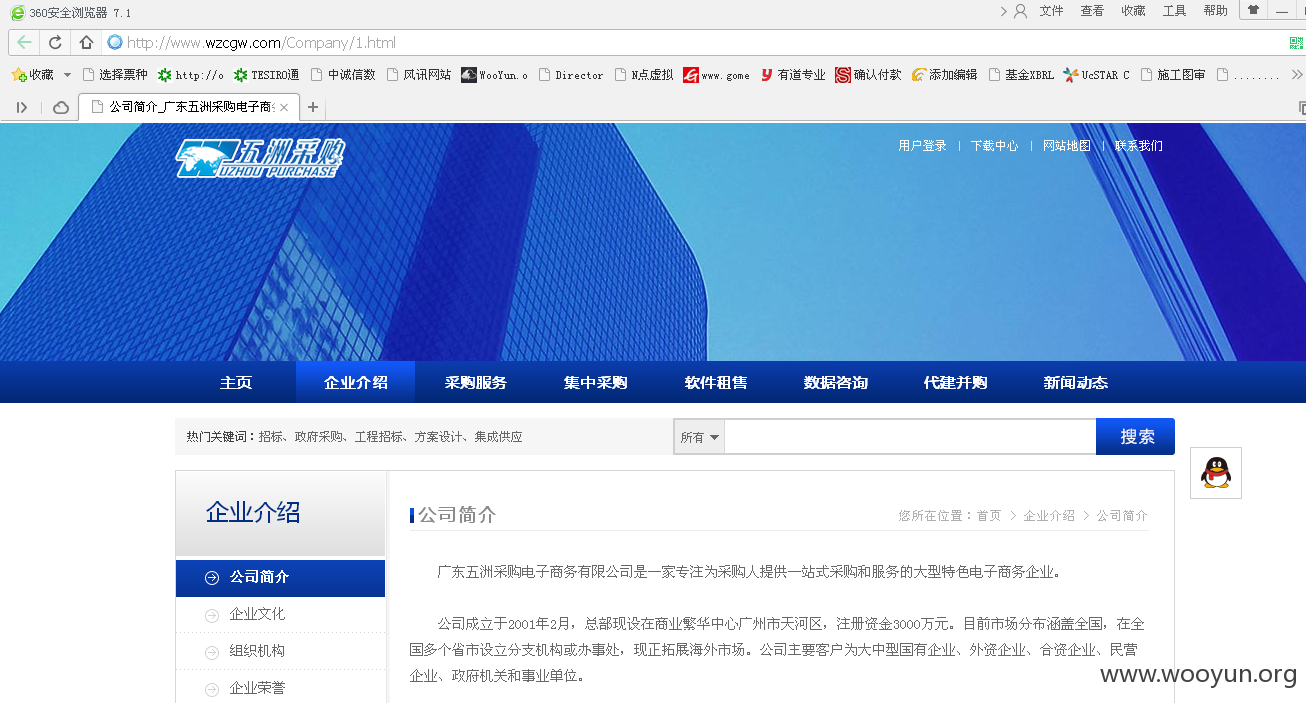 360安全浏览器 7.1
文件 查看 收藏 工具 帮助
http://www.wzcgw.com/Company/1.html
收藏 选择票种 http://o TESIRO通 中诚信数 风讯网站 WooYun.o Director N点虚拟 www.gome 有道专业 确认付款 添加编辑 基金XBRL UcSTAR C 施工图审 ........
公司简介_广东五洲采购电子商
五洲采购
UZHOU PURCHASE
用户登录 | 下载中心 | 网站地图 | 联系我们
主页 企业介绍 采购服务 集中采购 软件租售 数据咨询 代建并购 新闻动态
热门关键词：招标、政府采购、工程招标、方案设计、集成供应
所有
搜索
企业介绍
公司简介
企业文化
组织机构
企业荣誉
公司简介
您所在位置：首页 > 企业介绍 > 公司简介
广东五洲采购电子商务有限公司是一家专注为采购人提供一站式采购和服务的大型特色电子商务企业。
公司成立于2001年2月，总部现设在商业繁华中心广州市天河区，注册资金3000万元。目前市场分布涵盖全国，在全
国多个省市设立分支机构或办事处，现正拓展海外市场。公司主要客户为大中型国有企业、外资企业、合资企业、民营
企业、政府机关和事业单位。
www.wooyun.org